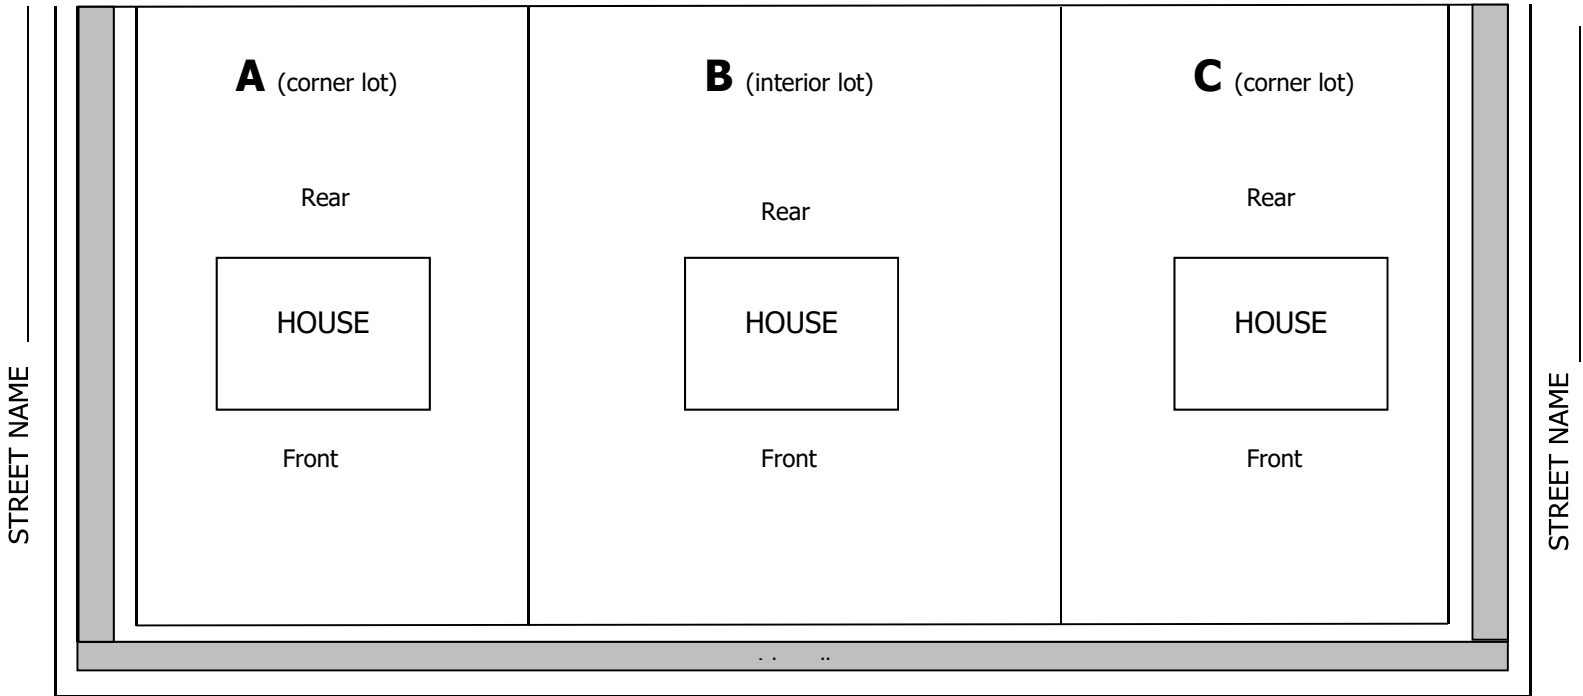 A (corner lot)
B (interior lot)
C (corner lot)
Rear
Rear
Rear
HOUSE
HOUSE
HOUSE
Front
Front
Front
STREET NAME
STREET NAME